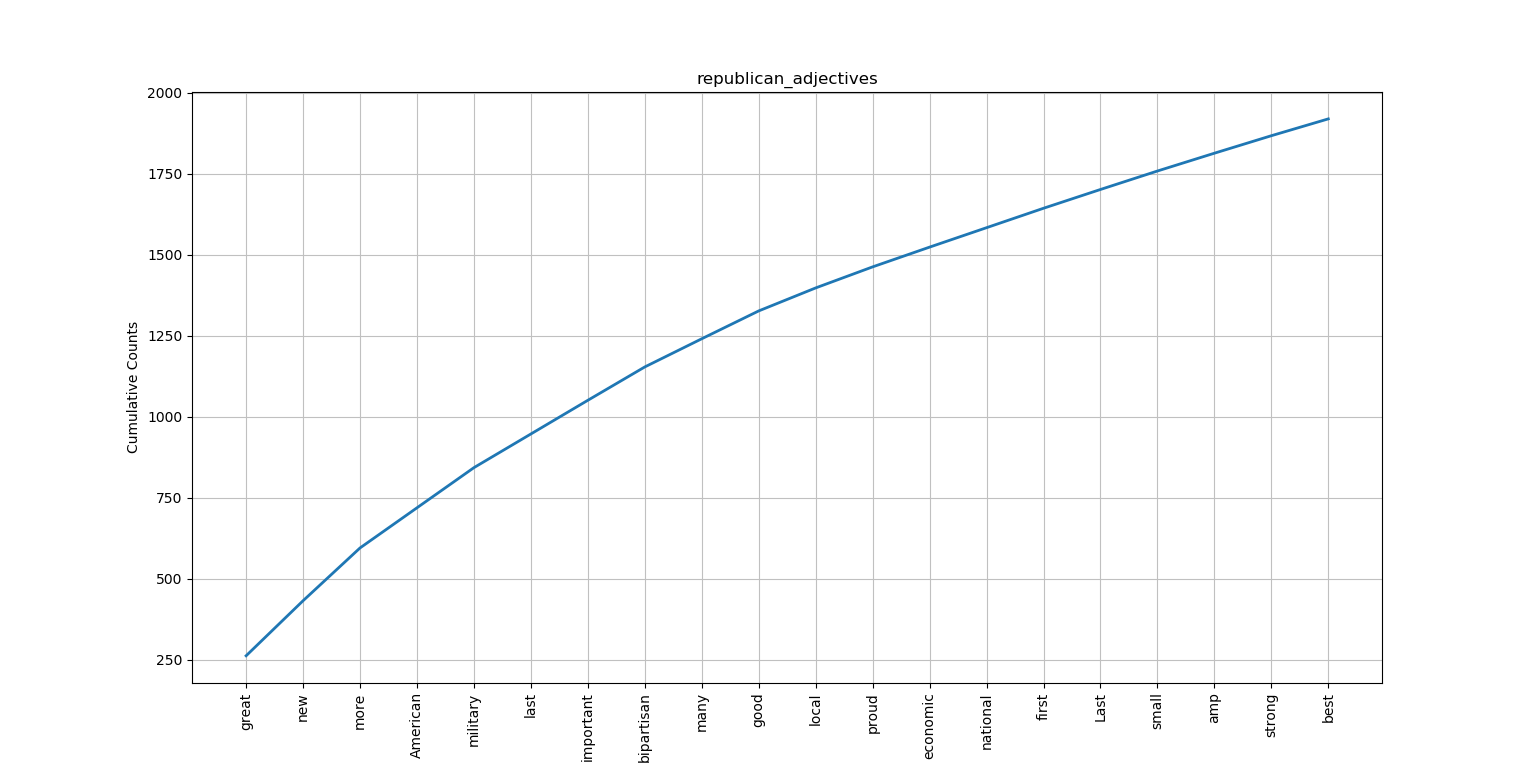 republican_adjectives
2000
1750
1500
1250
1000
750
500
250
Cumulative Counts
great
new
more
American
military
last
important
bipartisan
many
good
local
proud
economic
national
first
Last
small
amp
strong
best